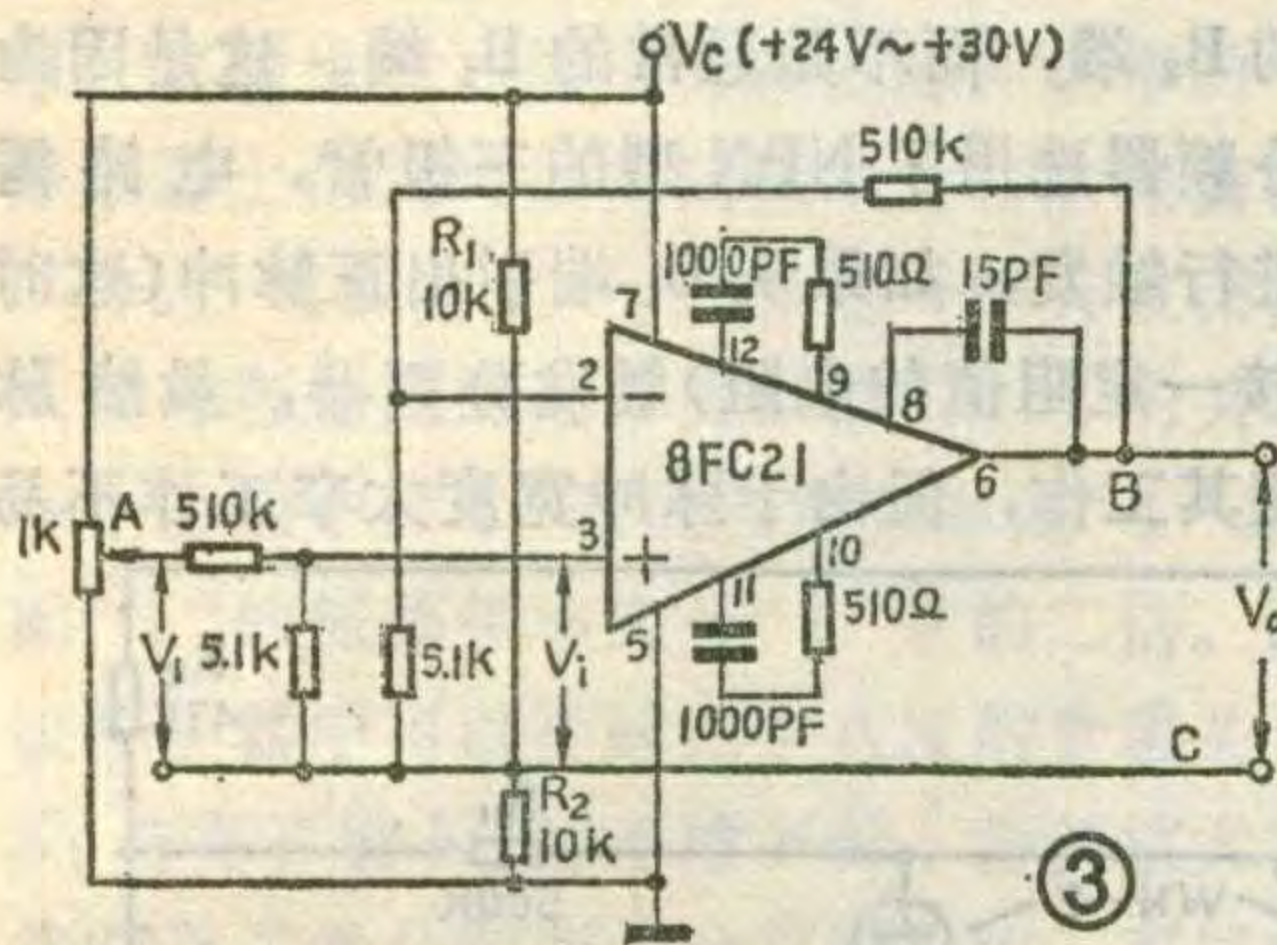 VC (+24V~+30V)
510k
R1
10k
1000PF
510Ω
15PF
7
12
9
8
2
−
8FC21
6
B
1K
A
510k
3
+
10
11
510Ω
5
Vi
5.1k
5.1k
Vi
1000PF
C
R2
10k
③